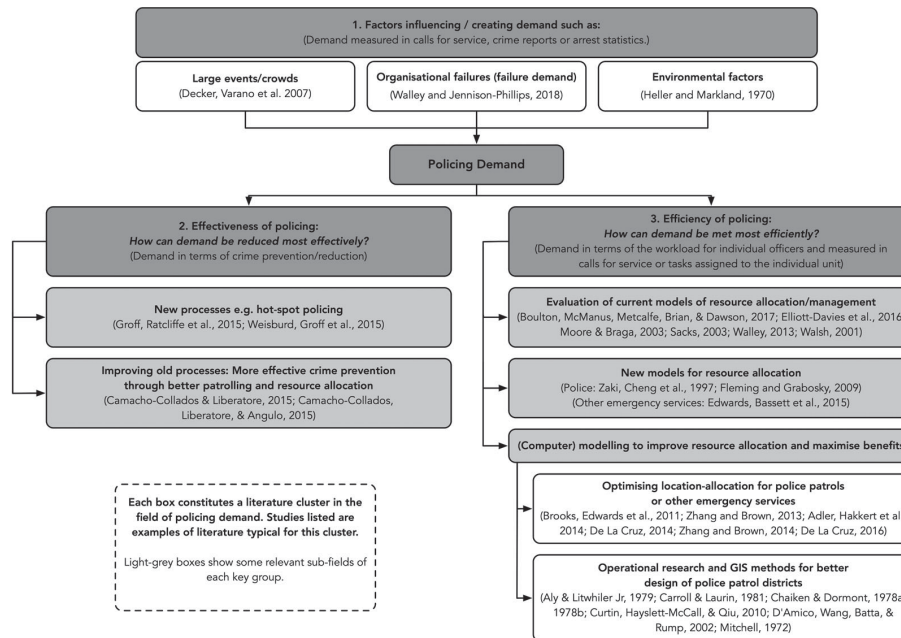 1. Factors influencing / creating demand such as:
(Demand measured in calls for service, crime reports or arrest statistics.)
Large events/crowds
(Decker, Varano et al. 2007)
Organisational failures (failure demand)
(Walley and Jennison-Phillips, 2018)
Environmental factors
(Heller and Markland, 1970)
Policing Demand
2. Effectiveness of policing:
How can demand be reduced most effectively?
(Demand in terms of crime prevention/reduction)
New processes e.g. hot-spot policing
(Groff, Ratcliffe et al., 2015; Weisburd, Groff et al., 2015)
Improving old processes: More effective crime prevention
through better patrolling and resource allocation
(Camacho-Collados & Liberatore, 2015; Camacho-Collados,
Liberatore, & Angulo, 2015)
Each box constitutes a literature cluster in the
field of policing demand. Studies listed are
examples of literature typical for this cluster.
Light-grey boxes show some relevant sub-fields of
each key group.
3. Efficiency of policing:
How can demand be met most efficiently?
(Demand in terms of the workload for individual officers and measured in
calls for service or tasks assigned to the individual unit)
Evaluation of current models of resource allocation/management
(Boulton, McManus, Metcalfe, Brian, & Dawson, 2017; Elliott-Davies et al., 2016
Moore & Braga, 2003; Sacks, 2003; Walley, 2013; Walsh, 2001)
New models for resource allocation
(Police: Zaki, Cheng et al., 1997; Fleming and Grabosky, 2009)
(Other emergency services: Edwards, Bassett et al., 2015)
(Computer) modelling to improve resource allocation and maximise benefits
Optimising location-allocation for police patrols
or other emergency services
(Brooks, Edwards et al., 2011; Zhang and Brown, 2013; Adler, Hakkert et al
2014; De La Cruz, 2014; Zhang and Brown, 2014; De La Cruz, 2016)
Operational research and GIS methods for better
design of police patrol districts
(Aly & Litwhiler Jr, 1979; Carroll & Laurin, 1981; Chaiken & Dormont, 1978a
1978b; Curtin, Hayslett-McCall, & Qiu, 2010; D'Amico, Wang, Batta, &
Rump, 2002; Mitchell, 1972)